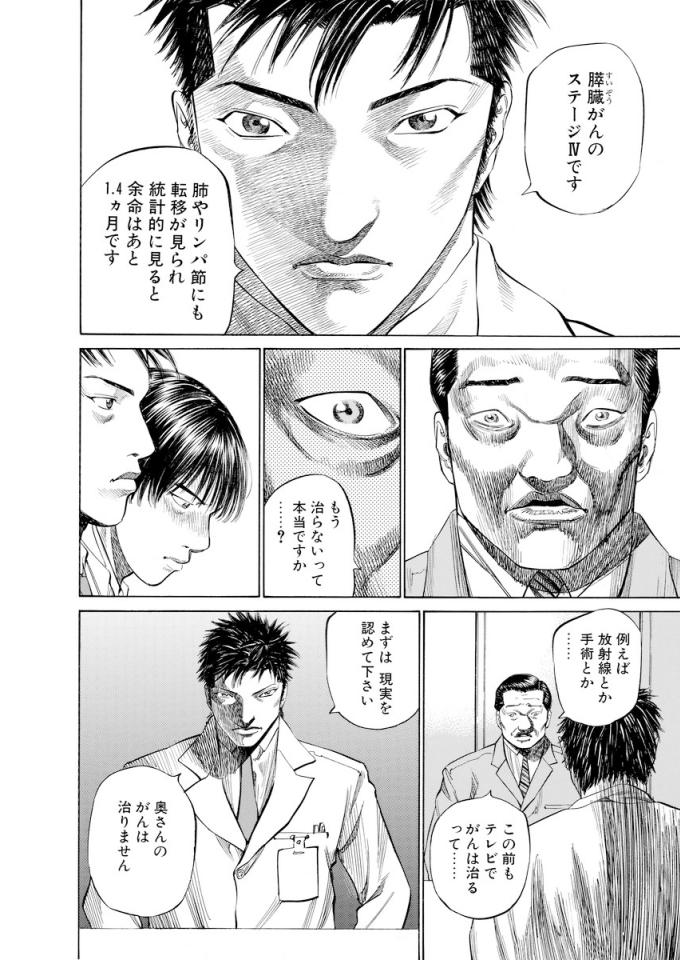 膵臓がんの
すいぞう
ステージⅣです
肺やリンパ節にも
転移が見られ
統計的に見ると
余命はあと
1.4ヵ月です
もう
治らないって
本当ですか
……?
例えば
放射線とか
手術とか
……
この前も
テレビで
がんは治る
って……
まずは 現実を
認めて下さい
奥さんの
がんは
治りません